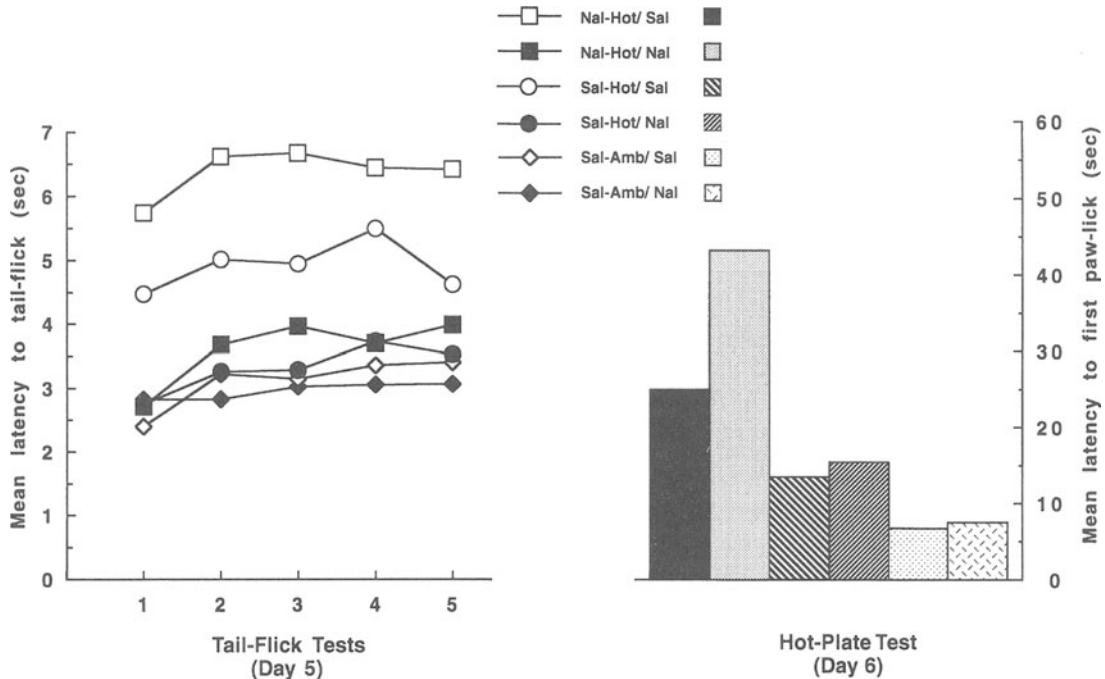 Nal-Hot/ Sal
Nal-Hot/ Nal
Sal-Hot/ Sal
Sal-Hot/ Nal
Sal-Amb/ Sal
Sal-Amb/ Nal
Mean latency to tail-flick (sec)
7
6
5
4
3
2
1
0
1 2 3 4 5
Tail-Flick Tests
(Day 5)
60
50
40
30
20
10
0
Mean latency to first paw-lick (sec)
Hot-Plate Test
(Day 6)